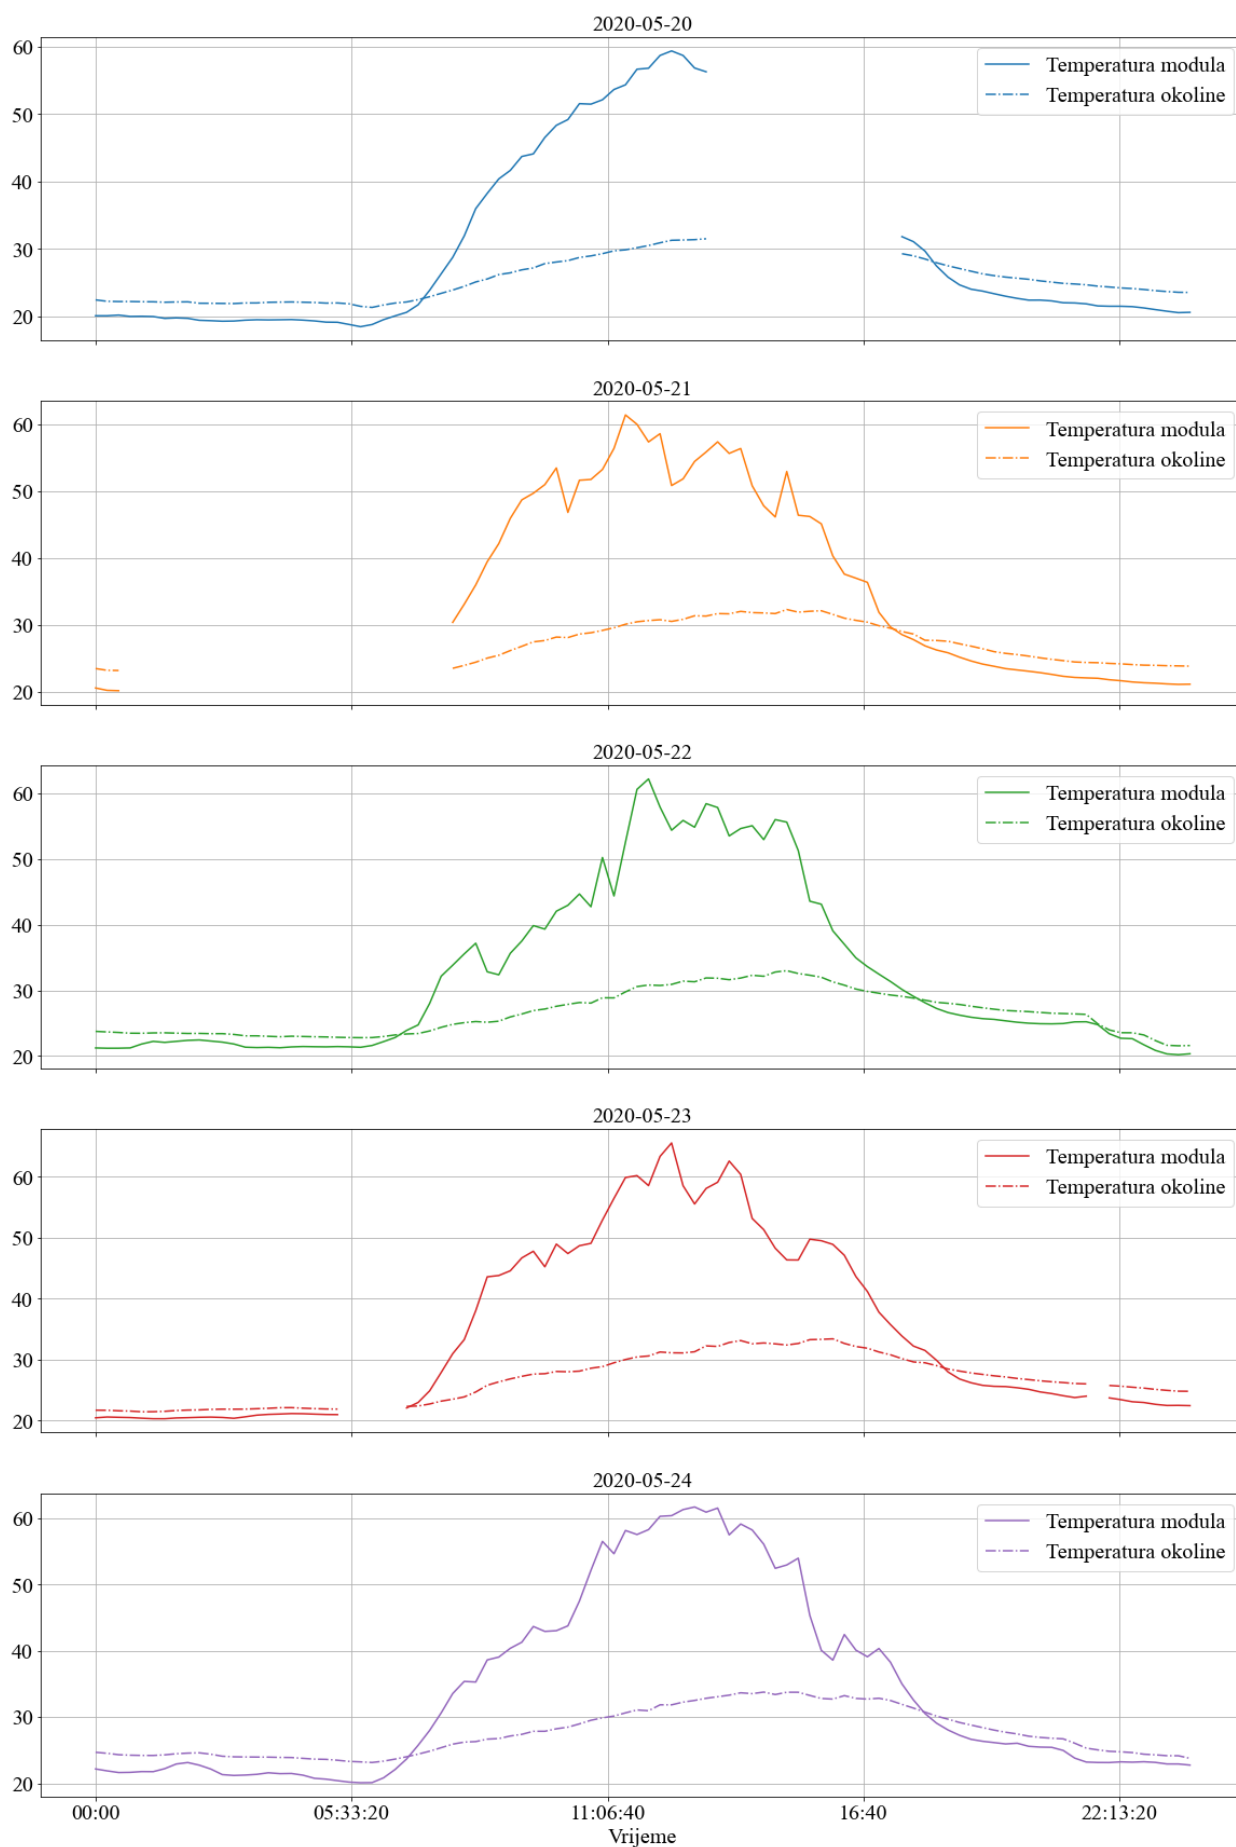 2020-05-20
60
50
40
30
20
Temperatura modula
Temperatura okoline
2020-05-21
60
50
40
30
20
Temperatura modula
Temperatura okoline
2020-05-22
60
50
40
30
20
Temperatura modula
Temperatura okoline
2020-05-23
60
50
40
30
20
Temperatura modula
Temperatura okoline
2020-05-24
60
50
40
30
20
Temperatura modula
Temperatura okoline
00:00 05:33:20 11:06:40 16:40 22:13:20
Vrijeme